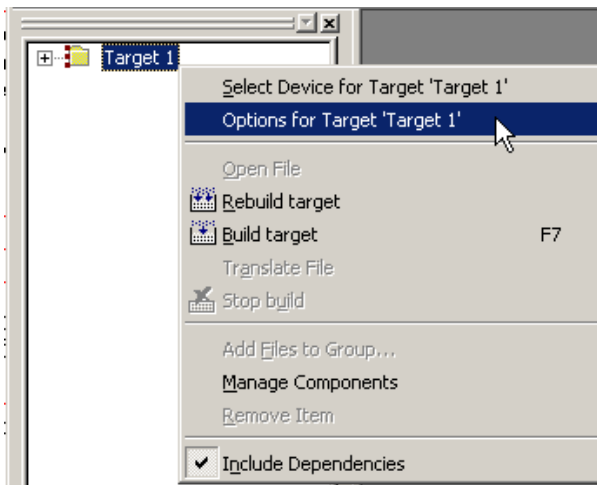 Target 1
Select Device for Target 'Target 1'
Options for Target 'Target 1'
Open File
Rebuild target
Build target F7
Translate File
Stop build
Add Files to Group...
Manage Components
Remove Item
Include Dependencies